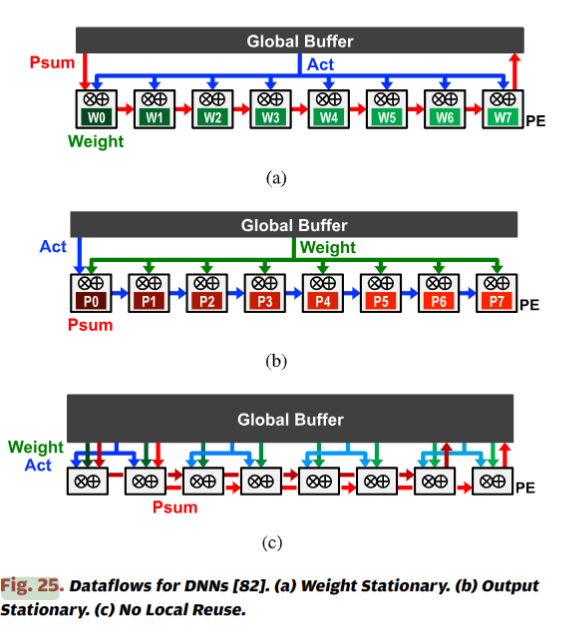 Global Buffer
Psum
Act
W0 W1 W2 W3 W4 W5 W6 W7 PE
Weight
(a)
Global Buffer
Act
Weight
P0 P1 P2 P3 P4 P5 P6 P7 PE
Psum
(b)
Global Buffer
Weight
Act
PE
Psum
(c)
Fig. 25. Dataflows for DNNs [82]. (a) Weight Stationary. (b) Output
Stationary. (c) No Local Reuse.